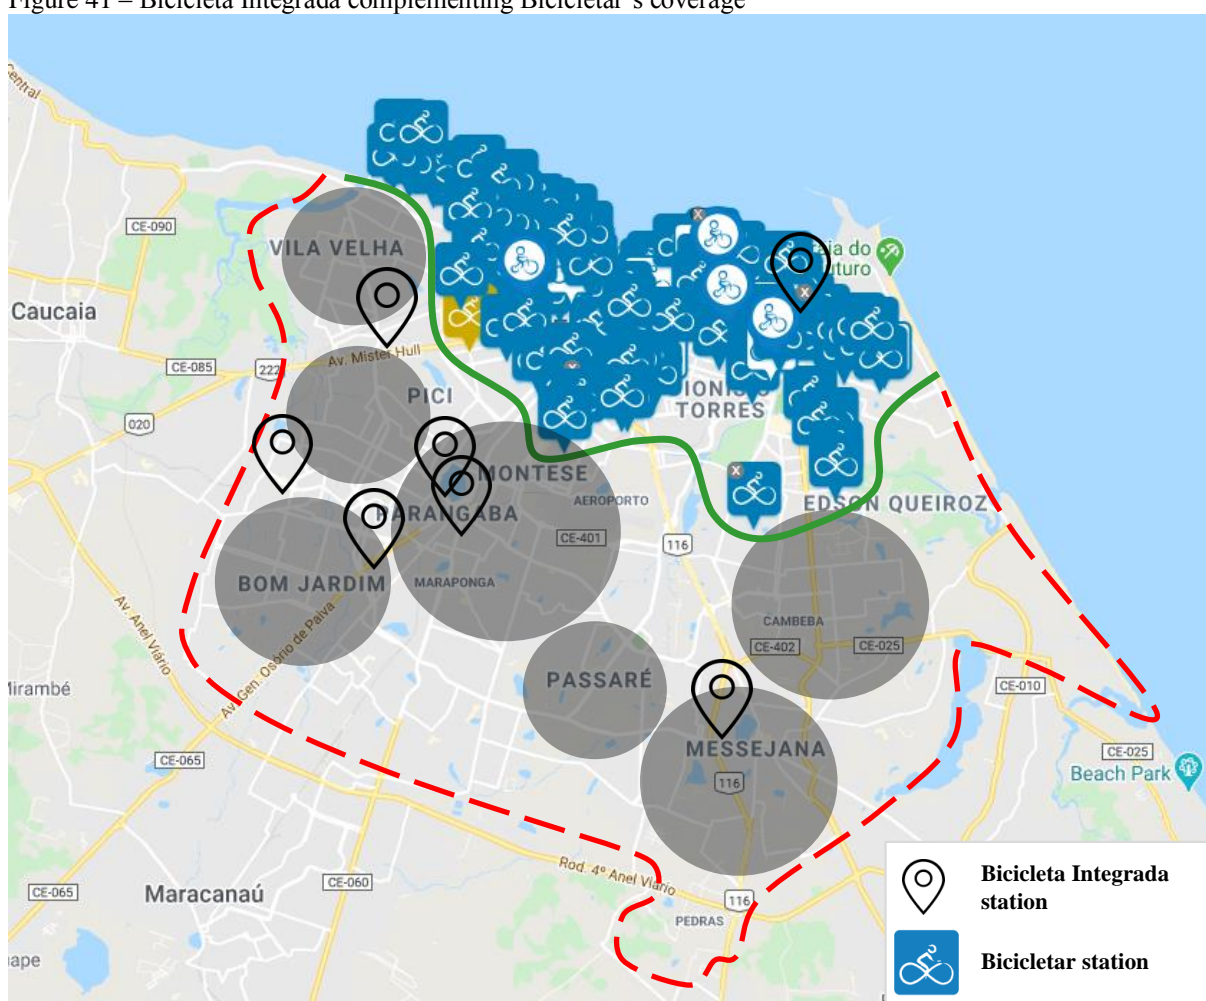 Figure 41 – Bicicleta Integrada complementing Bicicletar's coverage
Central
CE-090
VILA VELHA
Caucaia
Av. Mister Hull
CE-085
222
PICI
020
TORRES
MONTESE
AEROPORTO
EDSON QUEIROZ
PARANGABA
CE-401
116
BOM JARDIM
MARAPONGA
Av. Anel Viário
Av. Gen. Osório de Paiva
CAMBEBA
CE-402
CE-025
PASSARÉ
CE-010
MESSEJANA
116
CE-025
Beach Park
CE-065
Rod. 4º Anel Viário
CE-065
CE-060
Maracanaú
116
PEDRAS
Bicicleta Integrada
station
Bicicletar station